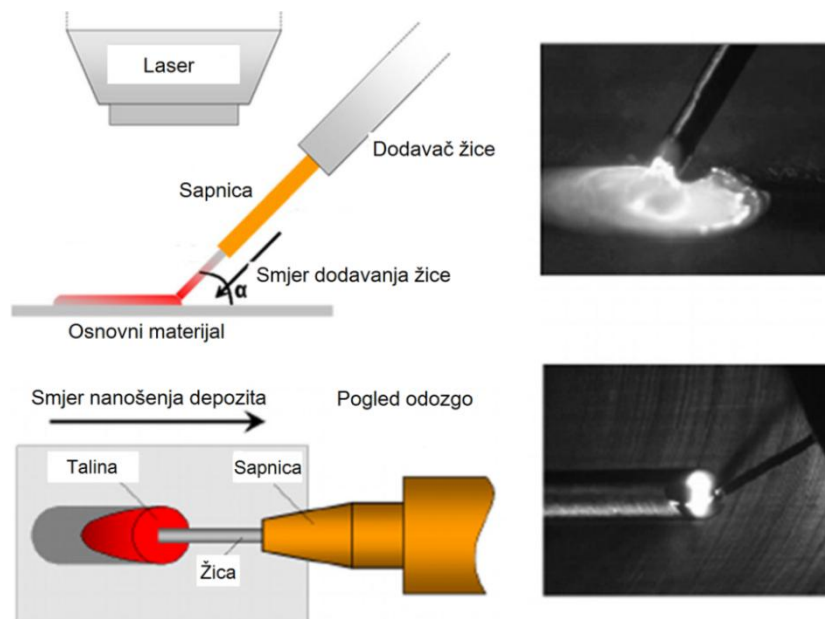 Laser
Dodavač žice
Sapnica
Smjer dodavanja žice
α
Osnovni materijal
Smjer nanošenja depozita
Pogled odozgo
Talina
Sapnica
Žica